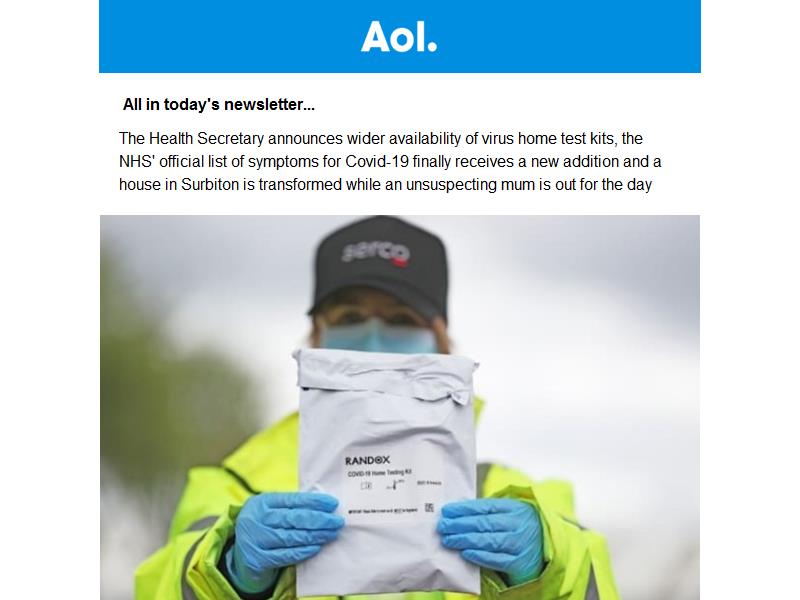 Aol.
All in today's newsletter...
The Health Secretary announces wider availability of virus home test kits, the
NHS' official list of symptoms for Covid-19 finally receives a new addition and a
house in Surbiton is transformed while an unsuspecting mum is out for the day
serco
RANDOX
COVID-19 Home Testing Kit